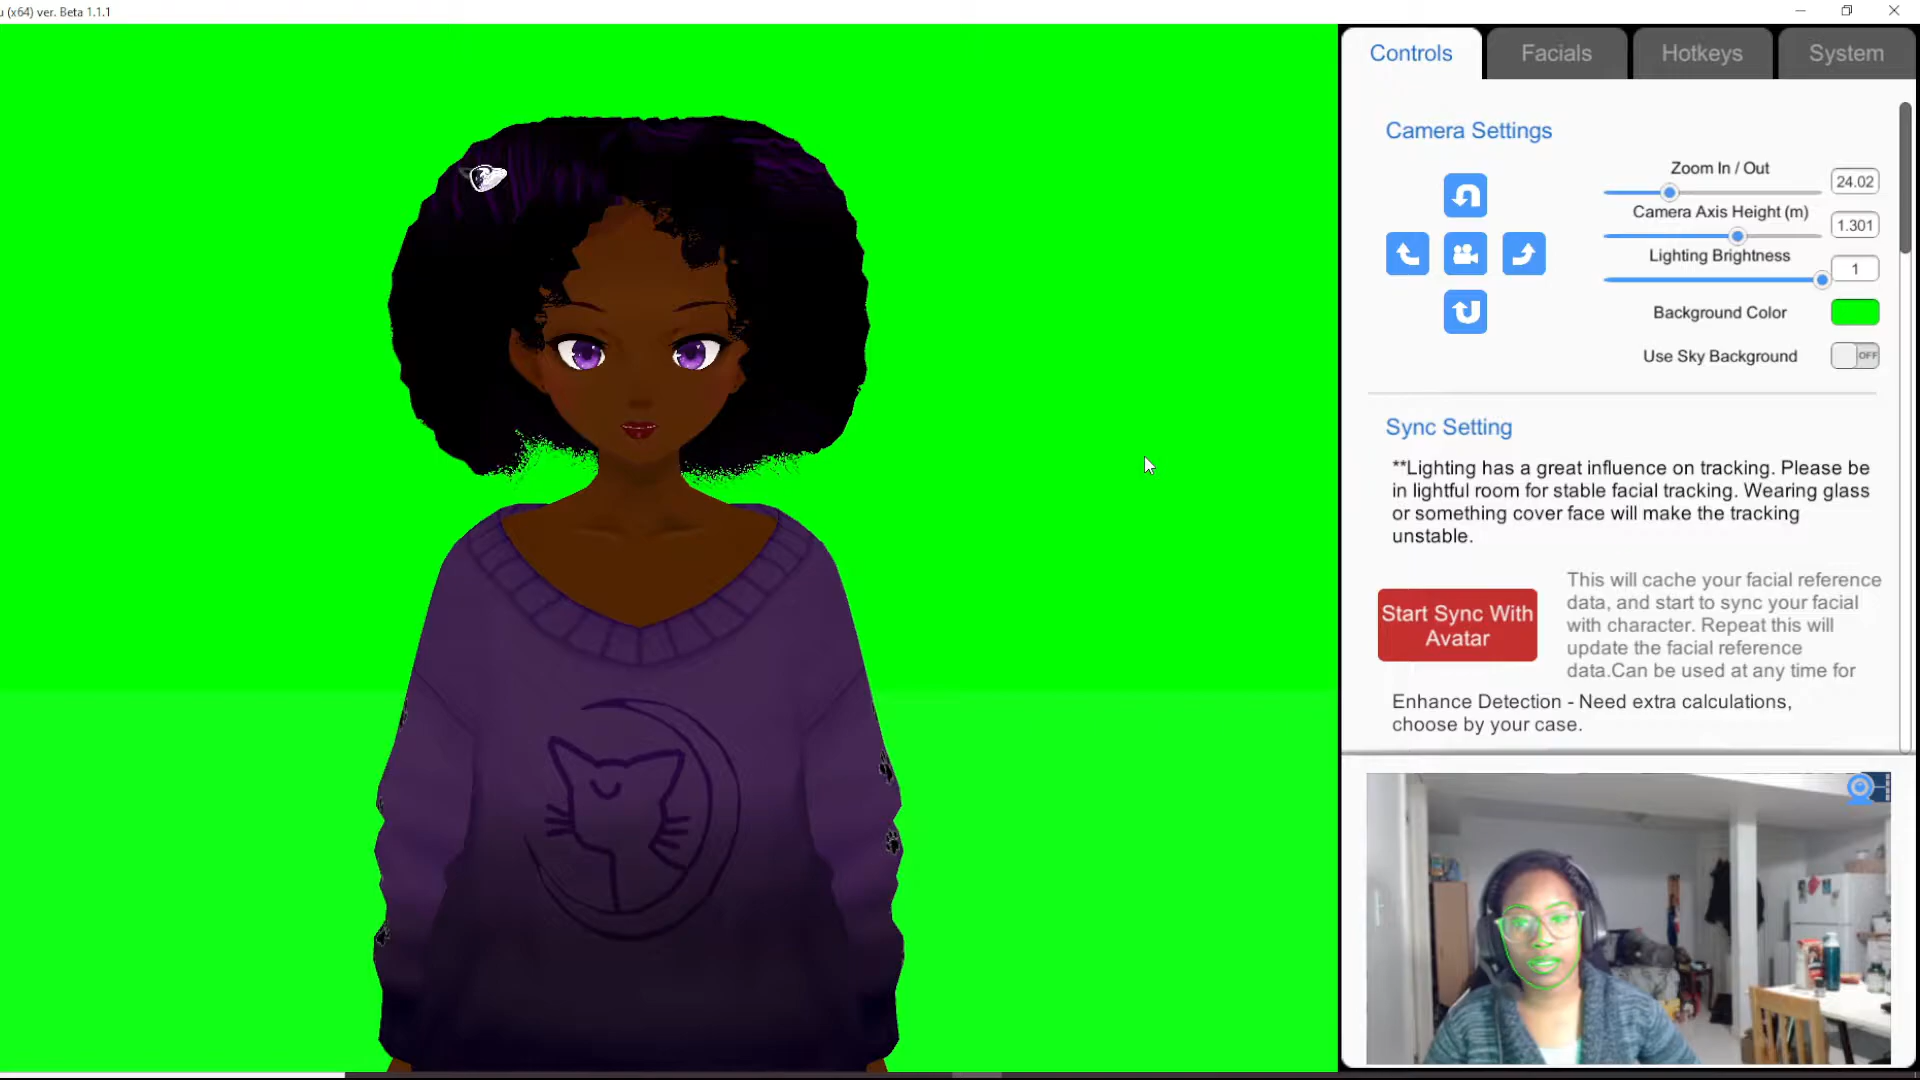 u (x64) ver. Beta 1.1.1
Controls
Facials
Hotkeys
System
Camera Settings
Zoom In / Out
24.02
Camera Axis Height (m)
1.301
Lighting Brightness
1
Background Color
Use Sky Background
OFF
Sync Setting
**Lighting has a great influence on tracking. Please be
in lightful room for stable facial tracking. Wearing glass
or something cover face will make the tracking
unstable.
Start Sync With
Avatar
This will cache your facial reference
data, and start to sync your facial
with character. Repeat this will
update the facial reference
data.Can be used at any time for
Enhance Detection - Need extra calculations,
choose by your case.